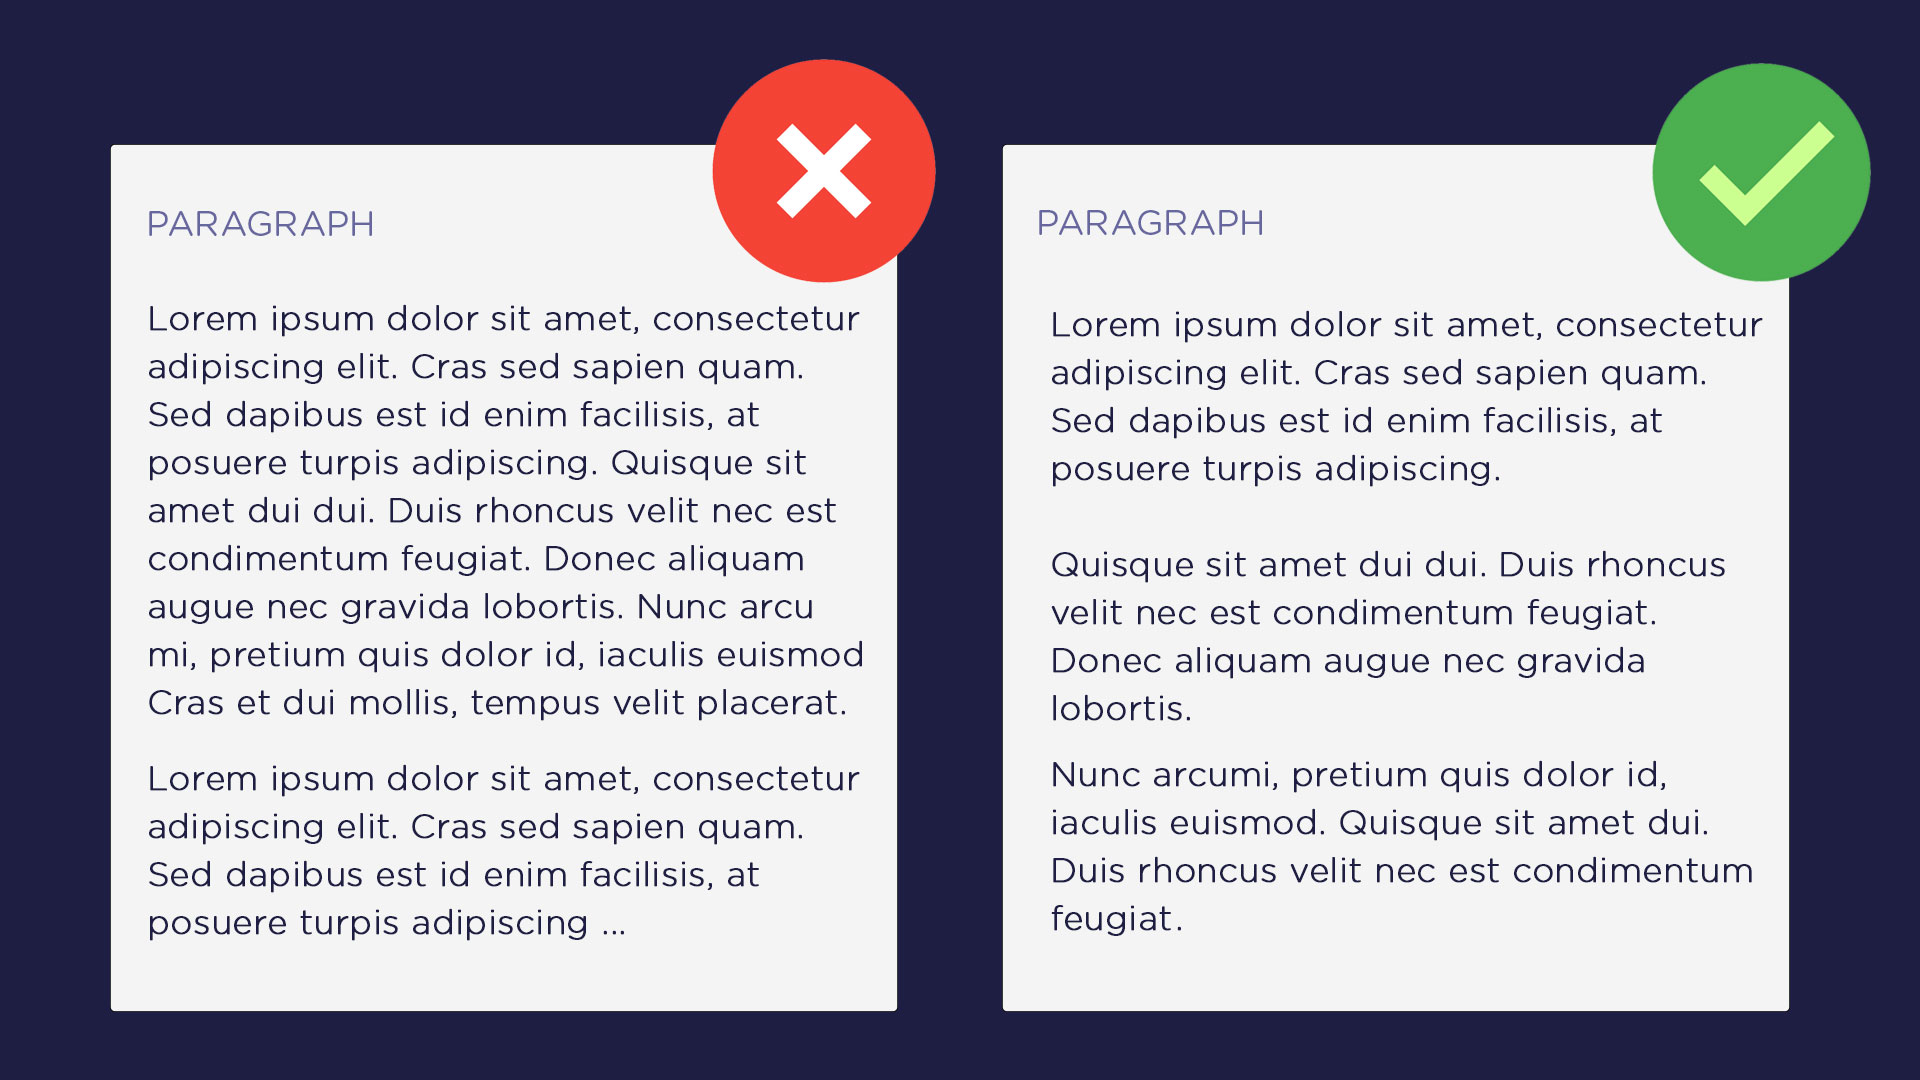 PARAGRAPH
Lorem ipsum dolor sit amet, consectetur
adipiscing elit. Cras sed sapien quam.
Sed dapibus est id enim facilisis, at
posuere turpis adipiscing. Quisque sit
amet dui dui. Duis rhoncus velit nec est
condimentum feugiat. Donec aliquam
augue nec gravida lobortis. Nunc arcu
mi, pretium quis dolor id, iaculis euismod
Cras et dui mollis, tempus velit placerat.
Lorem ipsum dolor sit amet, consectetur
adipiscing elit. Cras sed sapien quam.
Sed dapibus est id enim facilisis, at
posuere turpis adipiscing ...
PARAGRAPH
Lorem ipsum dolor sit amet, consectetur
adipiscing elit. Cras sed sapien quam.
Sed dapibus est id enim facilisis, at
posuere turpis adipiscing.
Quisque sit amet dui dui. Duis rhoncus
velit nec est condimentum feugiat.
Donec aliquam augue nec gravida
lobortis.
Nunc arcumi, pretium quis dolor id,
iaculis euismod. Quisque sit amet dui.
Duis rhoncus velit nec est condimentum
feugiat.